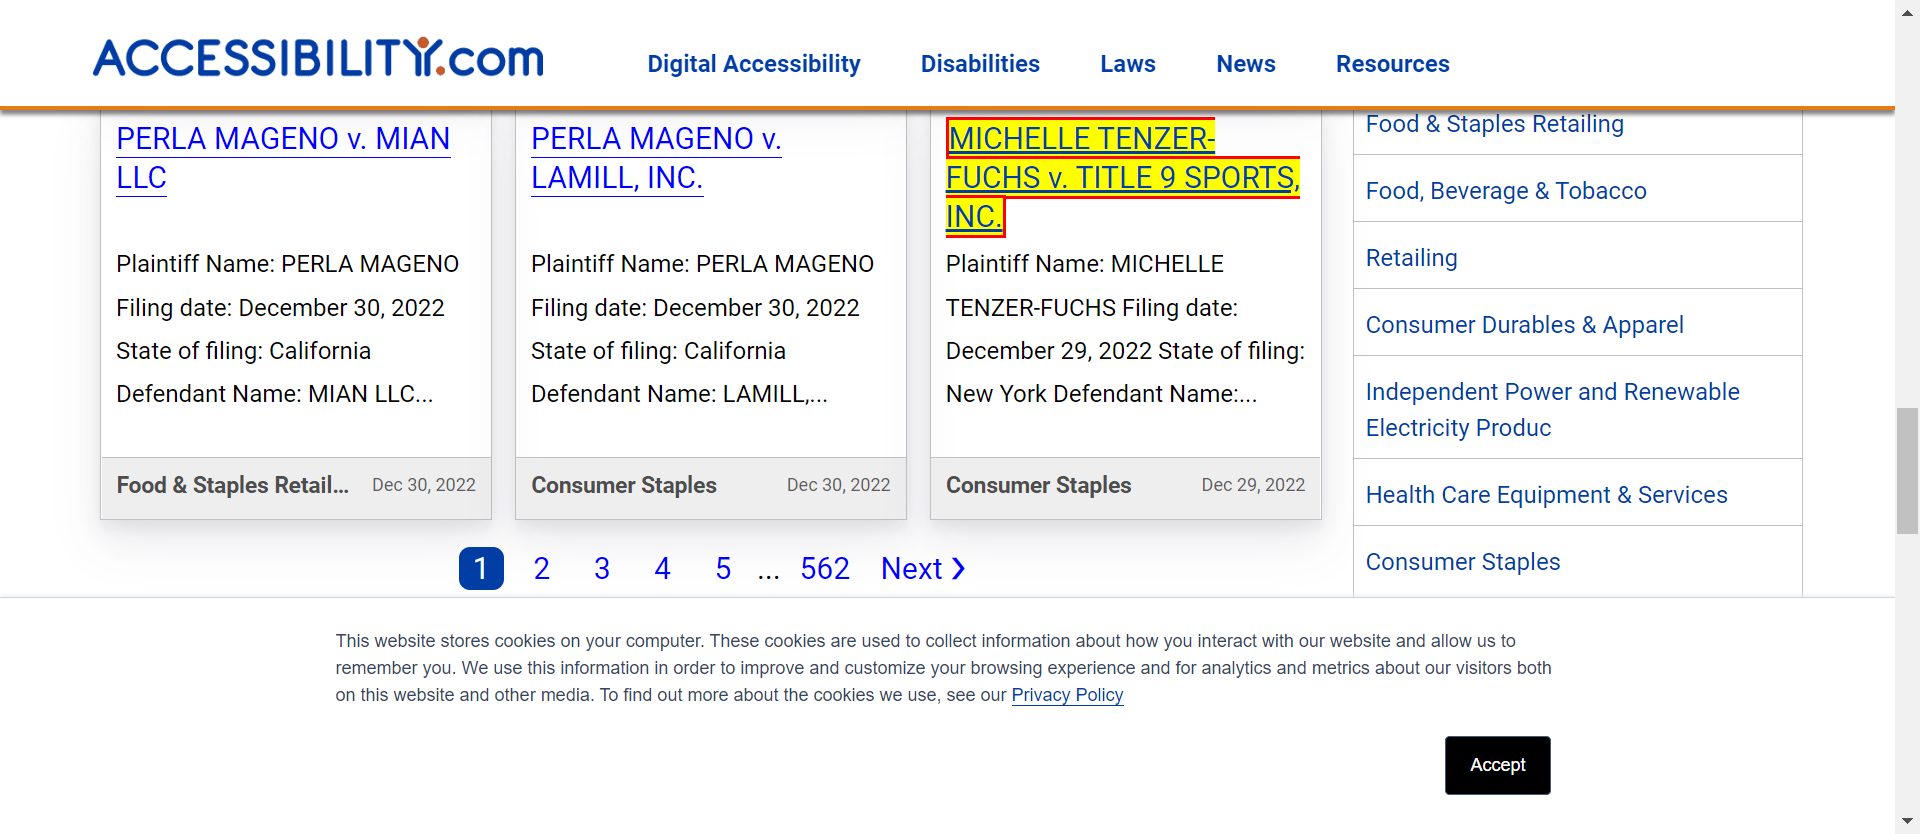 ACCESSIBILITY.com
Digital Accessibility
Disabilities
Laws
News
Resources
PERLA MAGENO v. MIAN
LLC
Plaintiff Name: PERLA MAGENO
Filing date: December 30, 2022
State of filing: California
Defendant Name: MIAN LLC...
Food & Staples Retail...
Dec 30, 2022
PERLA MAGENO v.
LAMILL, INC.
Plaintiff Name: PERLA MAGENO
Filing date: December 30, 2022
State of filing: California
Defendant Name: LAMILL,...
Consumer Staples
Dec 30, 2022
MICHELLE TENZER-
FUCHS v. TITLE 9 SPORTS,
INC.
Plaintiff Name: MICHELLE
TENZER-FUCHS Filing date:
December 29, 2022 State of filing:
New York Defendant Name:...
Consumer Staples
Dec 29, 2022
Food & Staples Retailing
Food, Beverage & Tobacco
Retailing
Consumer Durables & Apparel
Independent Power and Renewable
Electricity Produc
Health Care Equipment & Services
Consumer Staples
1 2 3 4 5 ... 562 Next
This website stores cookies on your computer. These cookies are used to collect information about how you interact with our website and allow us to
remember you. We use this information in order to improve and customize your browsing experience and for analytics and metrics about our visitors both
on this website and other media. To find out more about the cookies we use, see our Privacy Policy
Accept